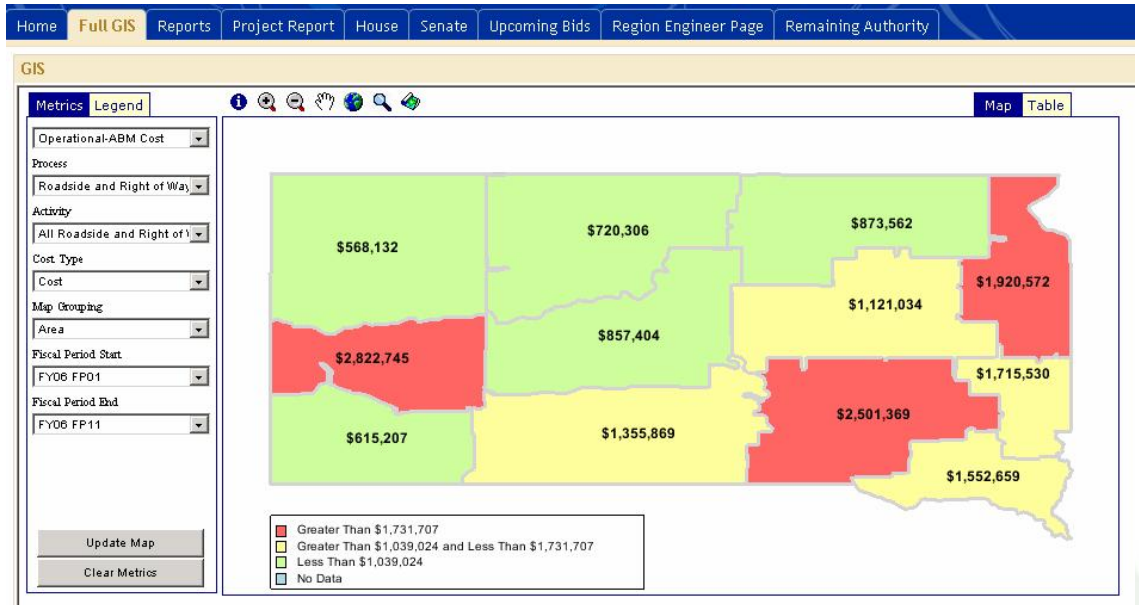 Home Full GIS Reports Project Report House Senate Upcoming Bids Region Engineer Page Remaining Authority
GIS
Metrics Legend
Map Table
Operational-ABM Cost
Process
Roadside and Right of Way
Activity
All Roadside and Right of
Cost Type
Cost
Map Grouping
Area
Fiscal Period Start
FY06 FP01
Fiscal Period End
FY06 FP11
Update Map
Clear Metrics
$568,132
$720,306
$873,562
$1,920,572
$1,121,034
$857,404
$2,822,745
$1,715,530
$2,501,369
$615,207
$1,355,869
$1,552,659
Greater Than $1,731,707
Greater Than $1,039,024 and Less Than $1,731,707
Less Than $1,039,024
No Data